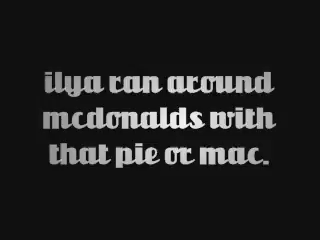 ilya ran around
mcdonalds with
that pie or mac.